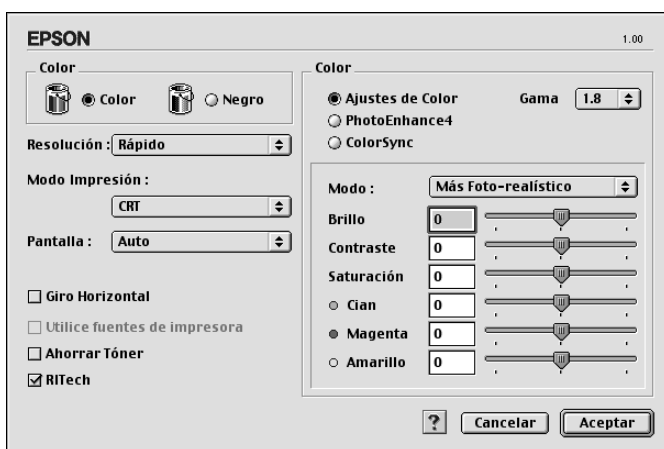 EPSON
1.00
Color
Color
Negro
Resolución : Rápido
Modo Impresión :
CRT
Pantalla : Auto
Giro Horizontal
Utilice fuentes de impresora
Ahorrar Tóner
RITech
Color
Ajustes de Color
Gama 1.8
PhotoEnhance4
ColorSync
Modo : Más Foto-realístico
Brillo 0
Contraste 0
Saturación 0
Cian 0
Magenta 0
Amarillo 0
? Cancelar Aceptar